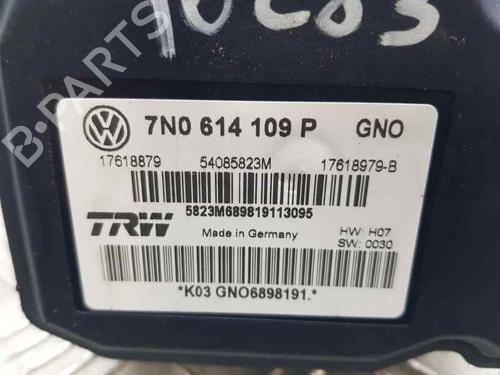 7N0 614 109 P GNO
17618879 54085823M 17618979-B
5823M689819113095
TRW Made in Germany HW: H07
SW: 0030
*K03 GNO6898191.*
B-PARTS